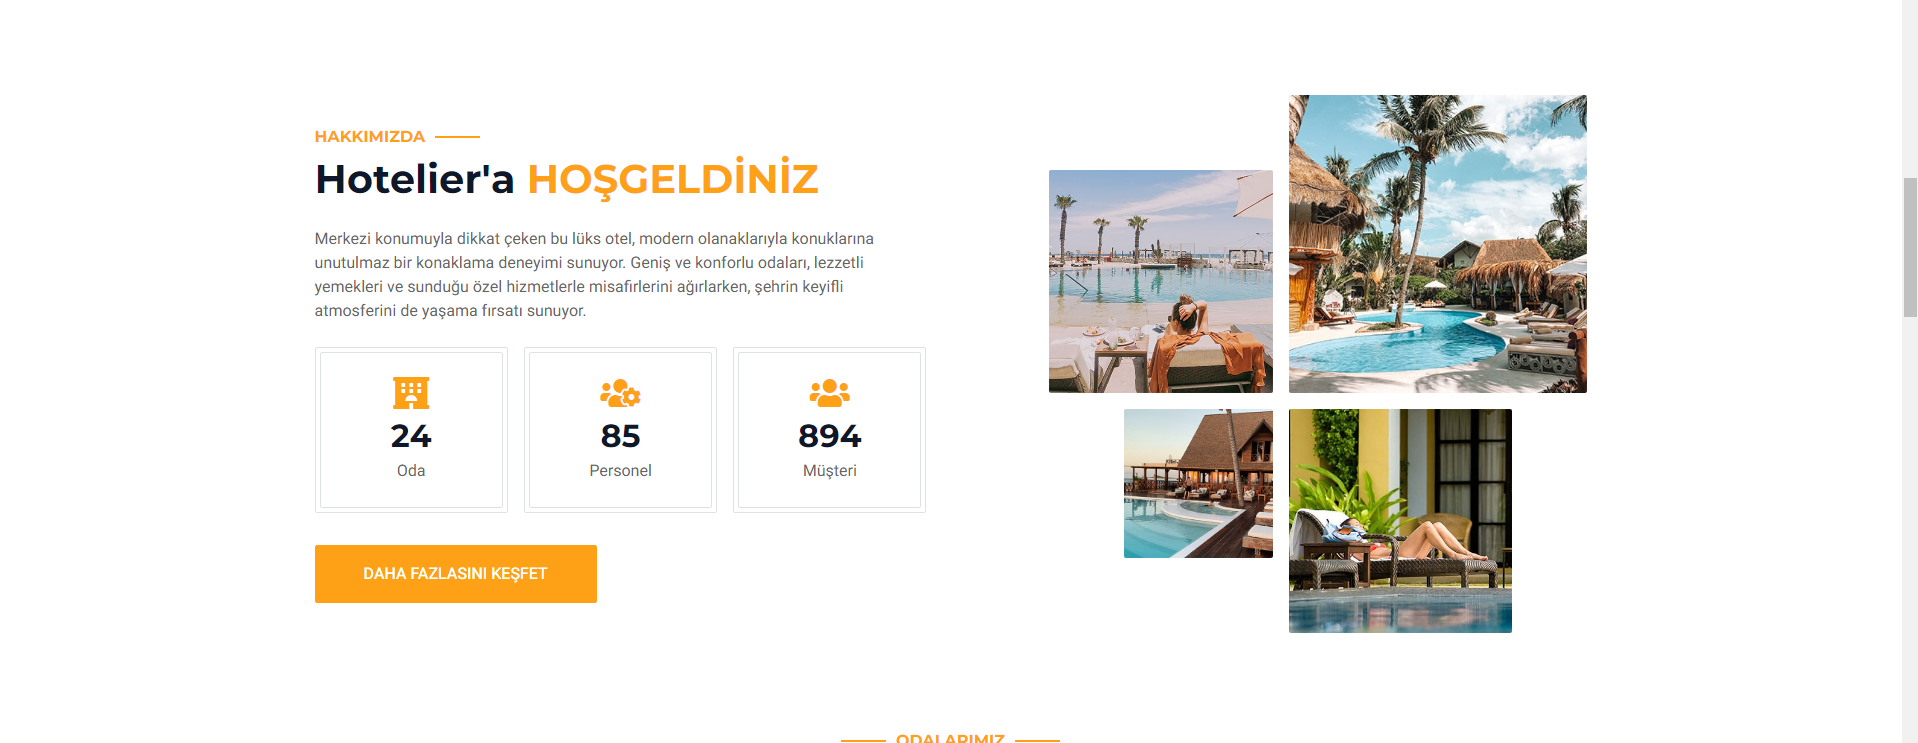 HAKKIMIZDA
Hotelier'a HOŞGELDİNİZ
Merkezi konumuyla dikkat çeken bu lüks otel, modern olanaklarıyla konuklarına
unutulmaz bir konaklama deneyimi sunuyor. Geniş ve konforlu odaları, lezzetli
yemekleri ve sunduğu özel hizmetlerle misafirlerini ağırlarken, şehrin keyifli
atmosferini de yaşama fırsatı sunuyor.
24
Oda
85
Personel
894
Müşteri
DAHA FAZLASINI KEŞFET
ODALARIMIZ